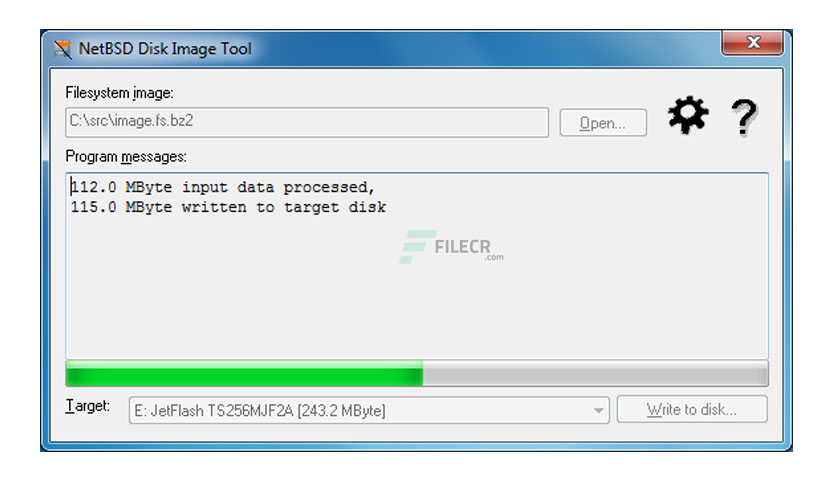 NetBSD Disk Image Tool
Filesystem image:
C:\src\image.fs.bz2
Open...
?
Program messages:
112.0 MByte input data processed,
115.0 MByte written to target disk
FILECR
.com
Target:
E: JetFlash TS256MJF2A [243.2 MByte]
Write to disk...